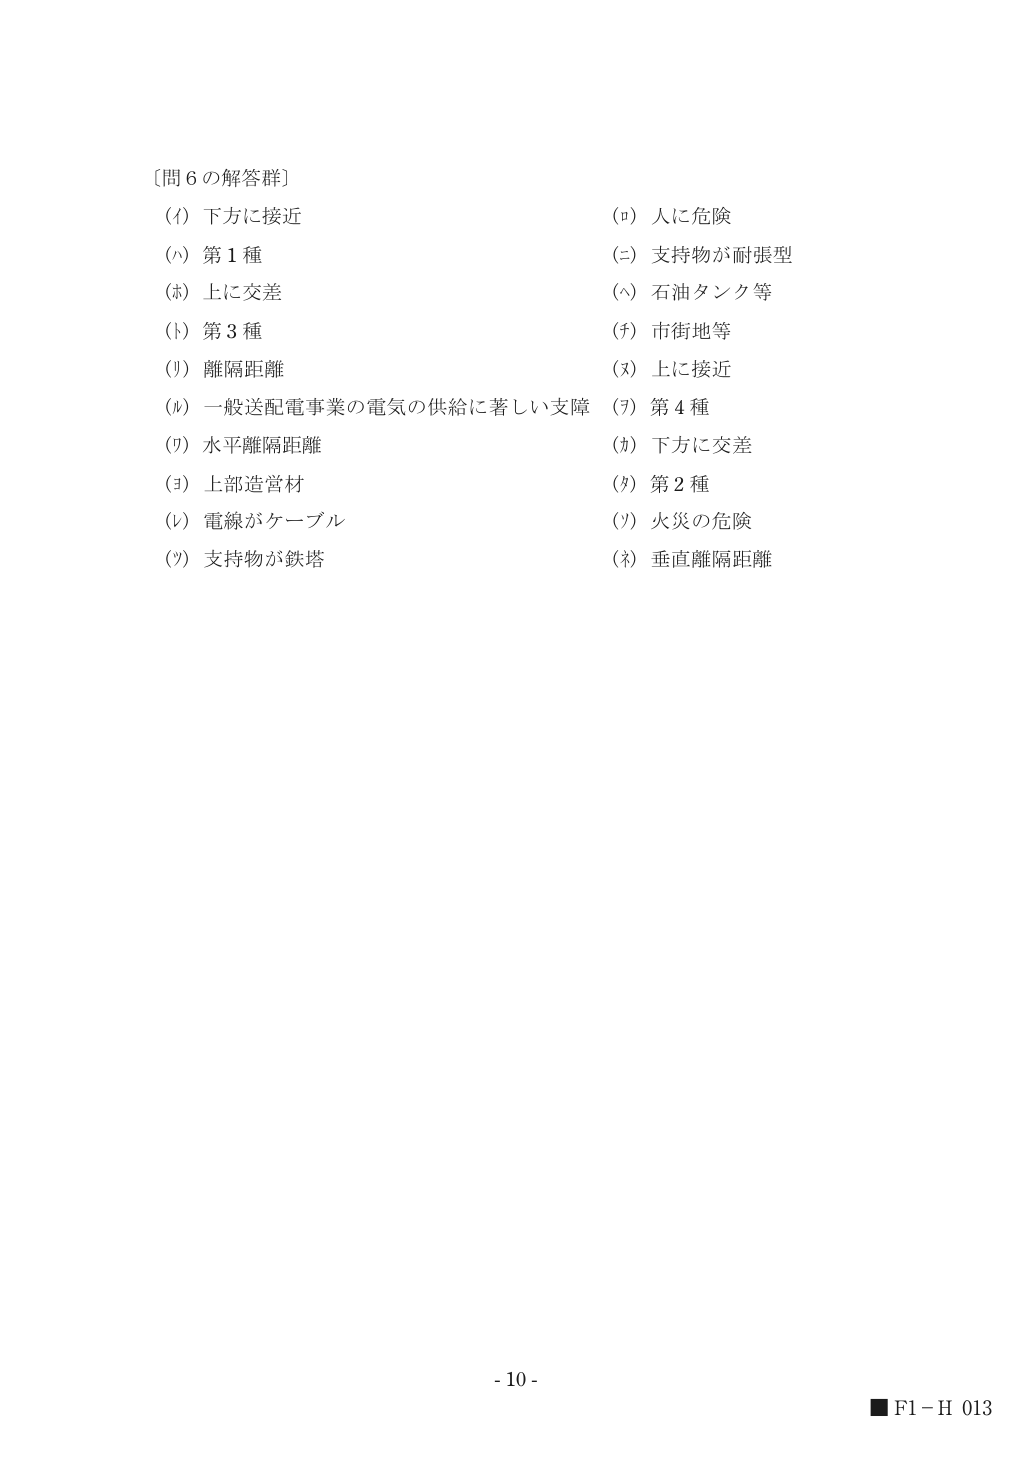 〔問６の解答群〕
(ｲ) 下方に接近
(ﾛ) 人に危険
(ﾊ) 第１種
(ﾆ) 支持物が耐張型
(ﾎ) 上に交差
(ﾍ) 石油タンク等
(ﾄ) 第３種
(ﾁ) 市街地等
(ﾘ) 離隔距離
(ﾇ) 上に接近
(ﾙ) 一般送配電事業の電気の供給に著しい支障
(ｦ) 第４種
(ﾜ) 水平離隔距離
(ｶ) 下方に交差
(ﾖ) 上部造営材
(ﾀ) 第２種
(ﾚ) 電線がケーブル
(ｿ) 火災の危険
(ﾂ) 支持物が鉄塔
(ﾈ) 垂直離隔距離
- 10 -
■ F1－H 013